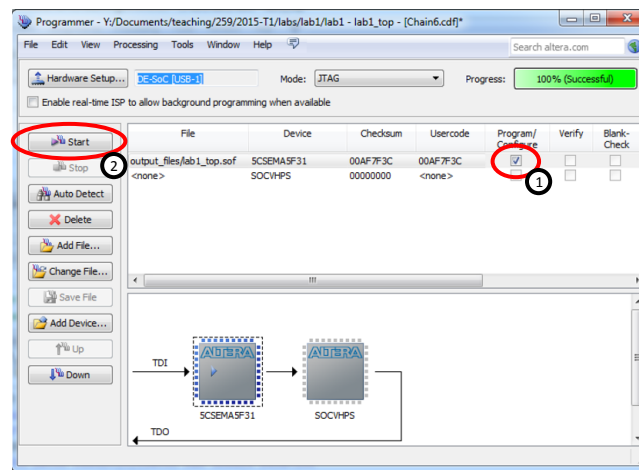 Programmer - Y:/Documents/teaching/259/2015-T1/labs/lab1/lab1 - lab1_top - [Chain6.cdf]*
File Edit View Processing Tools Window Help Search altera.com
Hardware Setup... DE-SoC [USB-1] Mode: JTAG Progress: 100% (Successful)
Enable real-time ISP to allow background programming when available
Start
Stop
Auto Detect
Delete
Add File...
Change File...
Save File
Add Device...
Up
Down
File Device Checksum Usercode Program/ Configure Verify Blank-Check
output_files/lab1_top.sof 5CSEMA5F31 00AF7F3C 00AF7F3C
<none> SOCVHPS 00000000 <none>
1
2
TDI
ALTERA
ALTERA
5CSEMA5F31
SOCVHPS
TDO